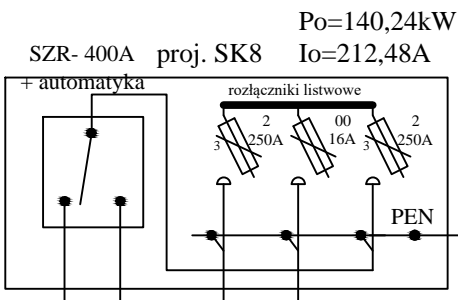 Po=140,24kW
SZR- 400A proj. SK8 Io=212,48A
+ automatyka
rozłączniki listwowe
2 00 2
250A 16A 250A
3 3
PEN